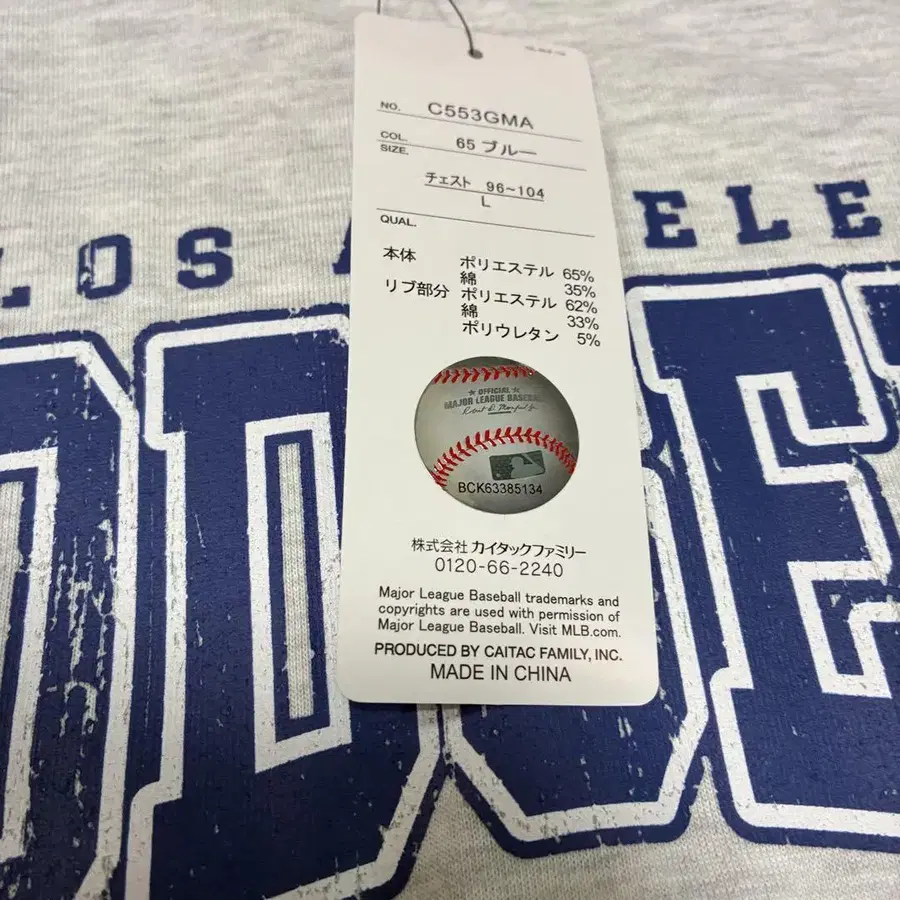 NO. C553GMA
COL. 65 ブルー
SIZE.
チェスト 96~104
L
QUAL.
本体 ポリエステル 65%
綿 35%
リブ部分 ポリエステル 62%
綿 33%
ポリウレタン 5%
OFFICIAL
MAJOR LEAGUE BASEBALL
BCK63385134
株式会社 カイタックファミリー
0120-66-2240
Major League Baseball trademarks and
copyrights are used with permission of
Major League Baseball. Visit MLB.com.
PRODUCED BY CAITAC FAMILY, INC.
MADE IN CHINA
LOS A ELE